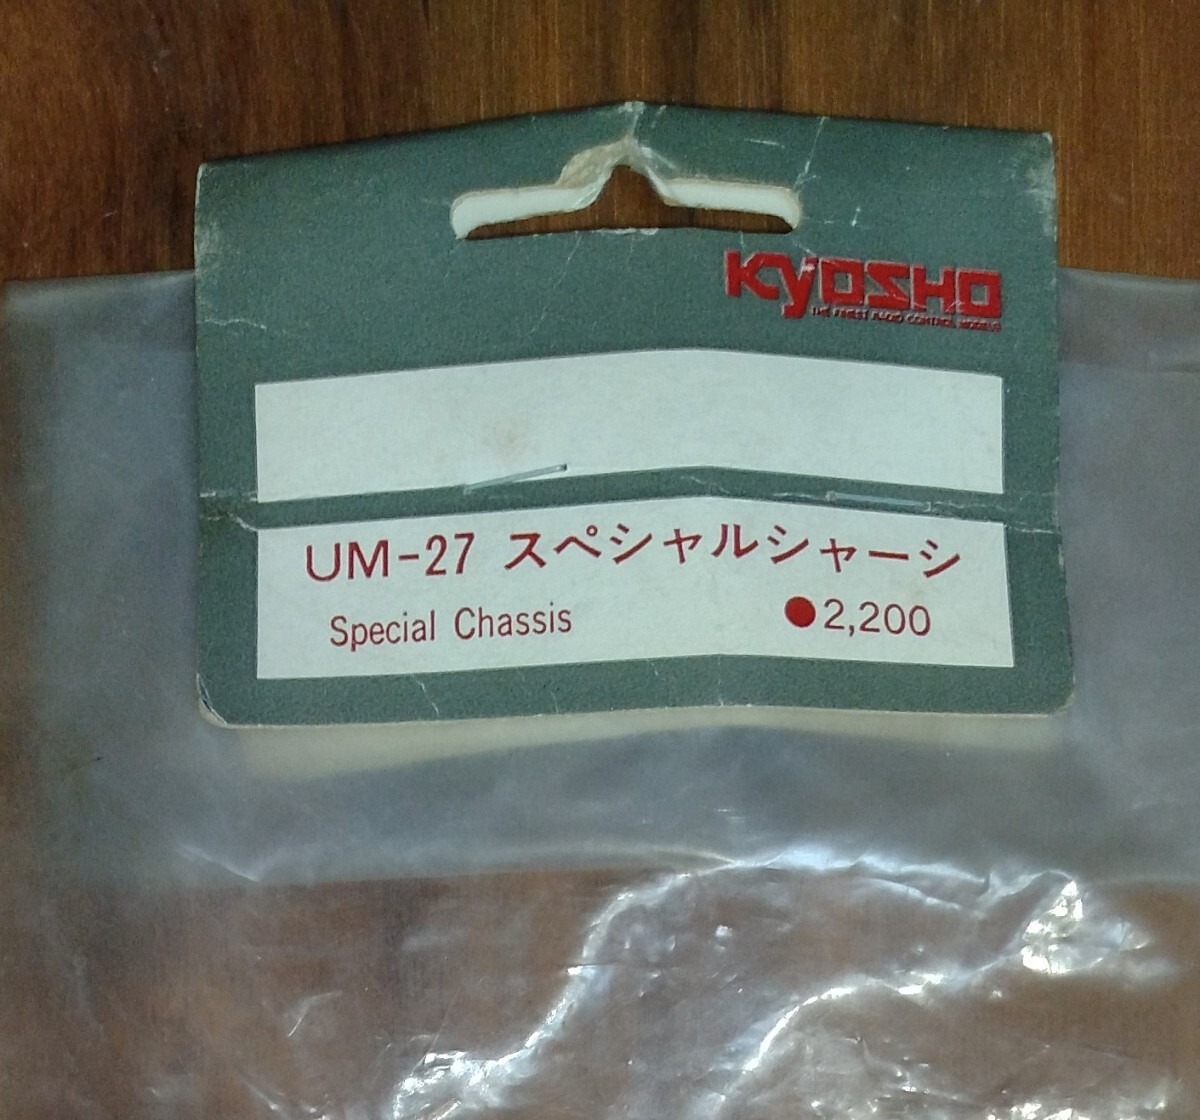 KYOSHO
THE FINEST RADIO CONTROL MODELS
UM-27 スペシャルシャーシ
Special Chassis ●2,200